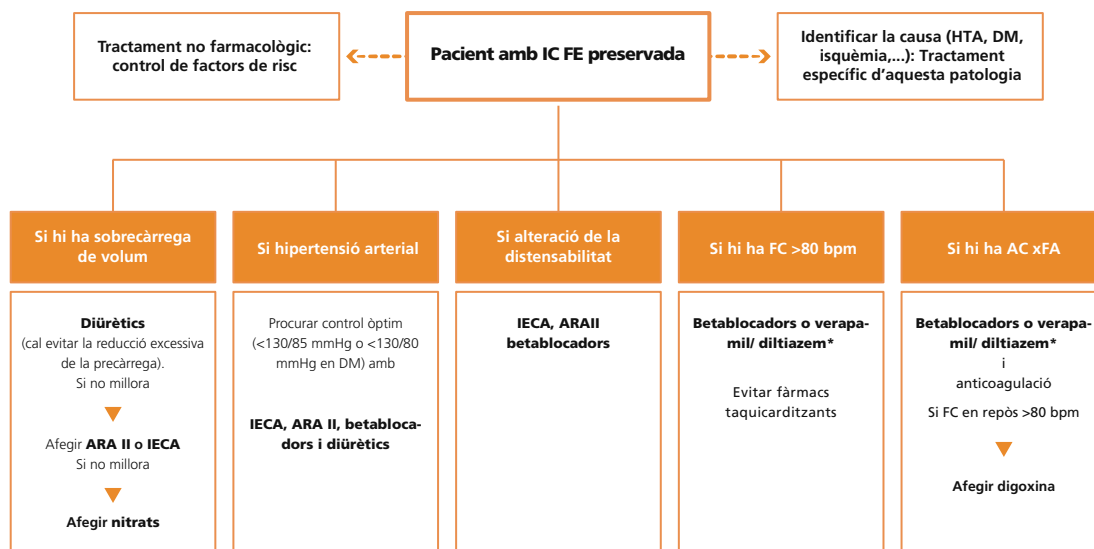 Tractament no farmacològic:
control de factors de risc
Pacient amb IC FE preservada
Identificar la causa (HTA, DM,
isquèmia,...): Tractament
específic d'aquesta patologia
Si hi ha sobrecàrrega
de volum
Diürètics
(cal evitar la reducció excessiva
de la precàrrega).
Si no millora
Afegir ARA II o IECA
Si no millora
Afegir nitrats
Si hipertensió arterial
Procurar control òptim
(<130/85 mmHg o <130/80
mmHg en DM) amb
IECA, ARA II, betabloca-
dors i diürètics
Si alteració de la
distensabilitat
IECA, ARAII
betablocadors
Si hi ha FC >80 bpm
Betablocadors o verapa-
mil/ diltiazem*
Evitar fàrmacs
taquicarditzants
Si hi ha AC xFA
Betablocadors o verapa-
mil/ diltiazem*
i
anticoagulació
Si FC en repòs >80 bpm
Afegir digoxina